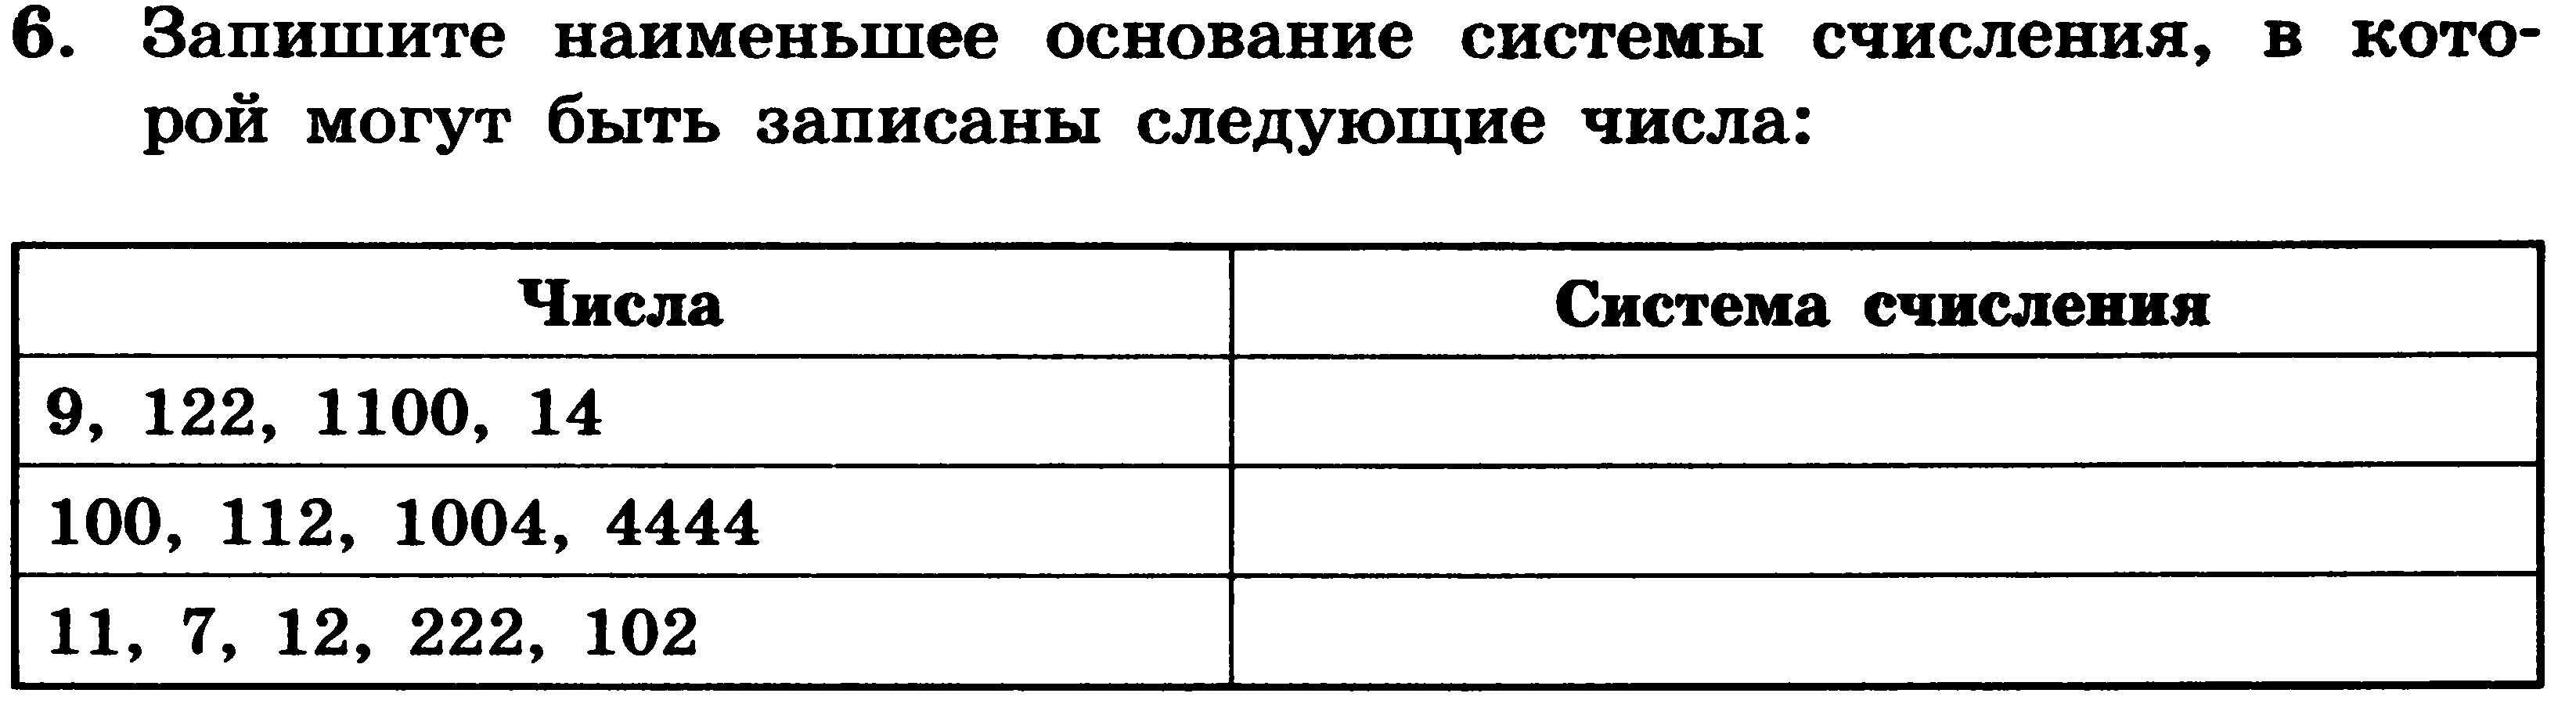 6. Запишите наименьшее основание системы счисления, в кото-
рой могут быть записаны следующие числа:
Числа Система счисления
9, 122, 1100, 14
100, 112, 1004, 4444
11, 7, 12, 222, 102